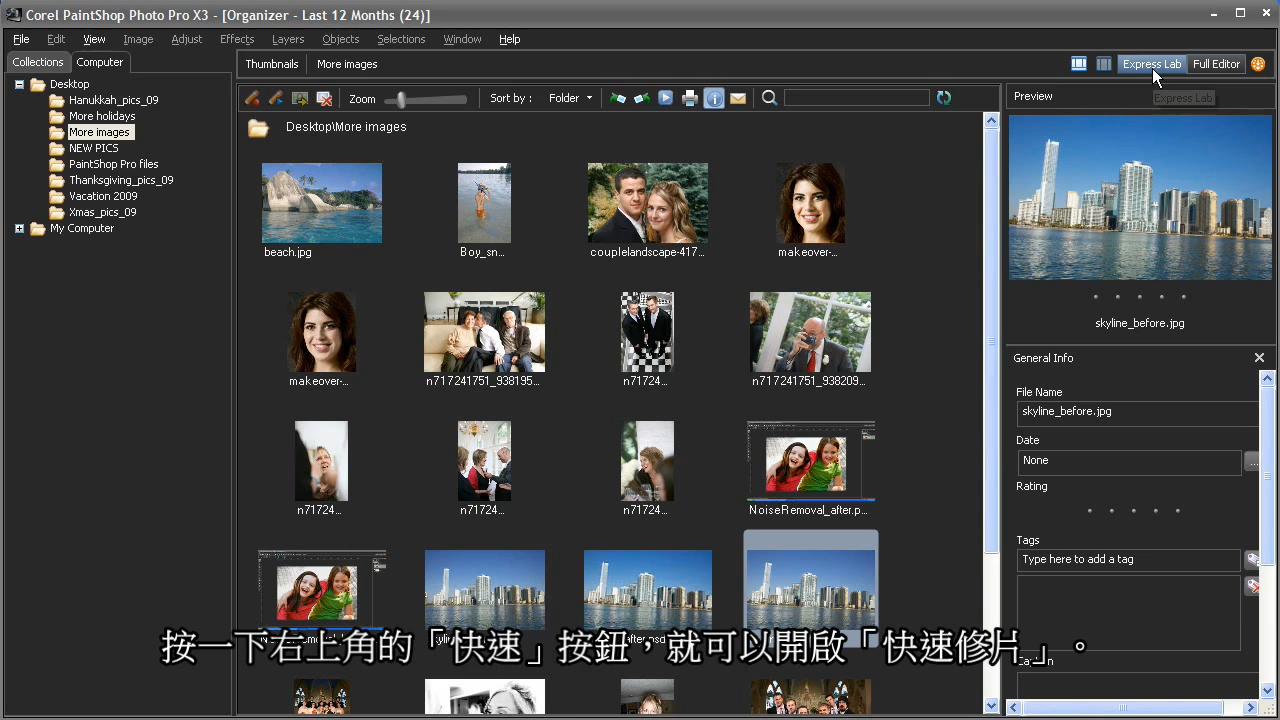 Corel PaintShop Photo Pro X3 - [Organizer - Last 12 Months (24)]
File Edit View Image Adjust Effects Layers Objects Selections Window Help
Collections Computer
Thumbnails More images
Express Lab Full Editor
Express Lab
Desktop
Hanukkah_pics_09
More holidays
More images
NEW PICS
PaintShop Pro files
Thanksgiving_pics_09
Vacation 2009
Xmas_pics_09
My Compu
Zoom Sort by : Folder
Desktop\More images
beach.jpg Boy_sn... couplelandscape-417... makeover-...
makeover-... n717241751_938195... n71724... n717241751_938209...
n71724... n71724... n71724... NoiseRemoval_after.p...
Preview
skyline_before.jpg
General Info
File Name
skyline_before.jpg
Date
None
...
Rating
Tags
Type here to add a tag
按一下右上角的「快速」按鈕，就可以開啟「快速修片」。